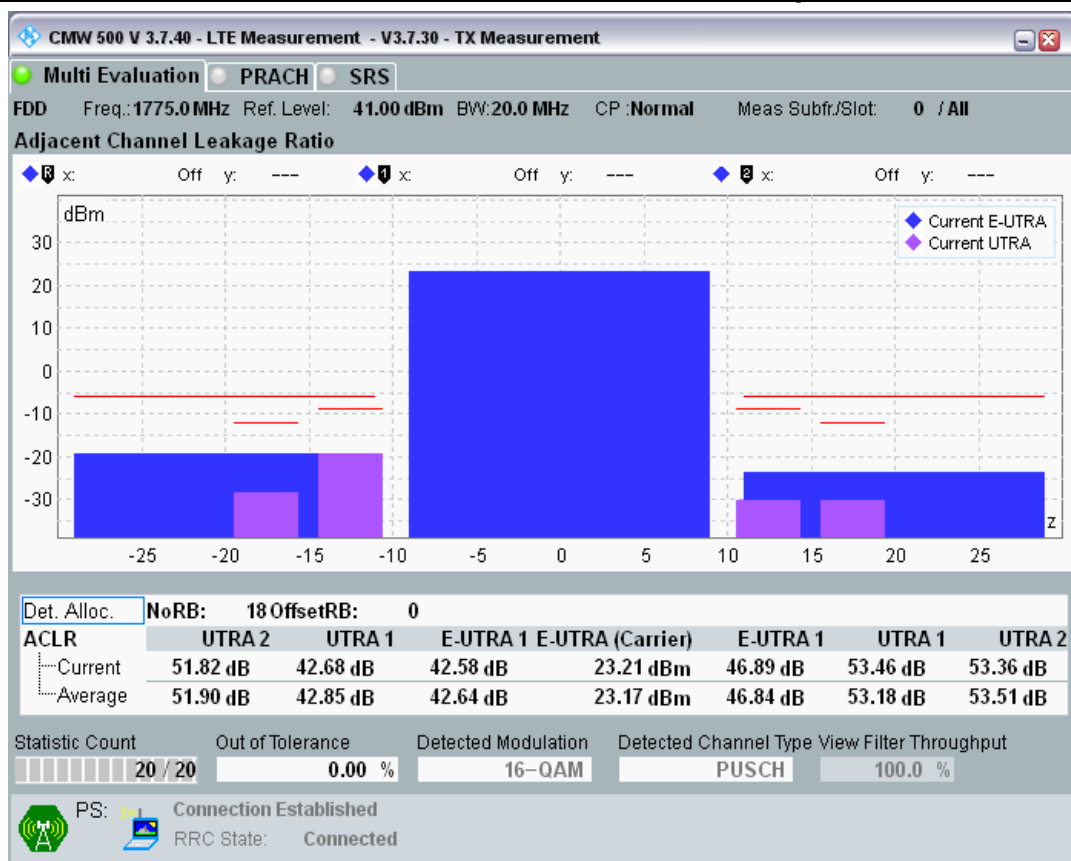 CMW 500 V 3.7.40 - LTE Measurement - V3.7.30 - TX Measurement
Multi Evaluation PRACH SRS
FDD Freq.: 1775.0 MHz Ref. Level: 41.00 dBm BW: 20.0 MHz CP : Normal Meas Subfr./Slot: 0 / All
Adjacent Channel Leakage Ratio
R x: Off y: --- 1 x: Off y: --- 2 x: Off y: ---
dBm
Current E-UTRA
Current UTRA
30
20
10
0
-10
-20
-30
z
-25 -20 -15 -10 -5 0 5 10 15 20 25
Det. Alloc. NoRB: 18 OffsetRB: 0
ACLR UTRA 2 UTRA 1 E-UTRA 1 E-UTRA (Carrier) E-UTRA 1 UTRA 1 UTRA 2
Current 51.82 dB 42.68 dB 42.58 dB 23.21 dBm 46.89 dB 53.46 dB 53.36 dB
Average 51.90 dB 42.85 dB 42.64 dB 23.17 dBm 46.84 dB 53.18 dB 53.51 dB
Statistic Count Out of Tolerance Detected Modulation Detected Channel Type View Filter Throughput
20 / 20 0.00 % 16-QAM PUSCH 100.0 %
PS: Connection Established
RRC State: Connected